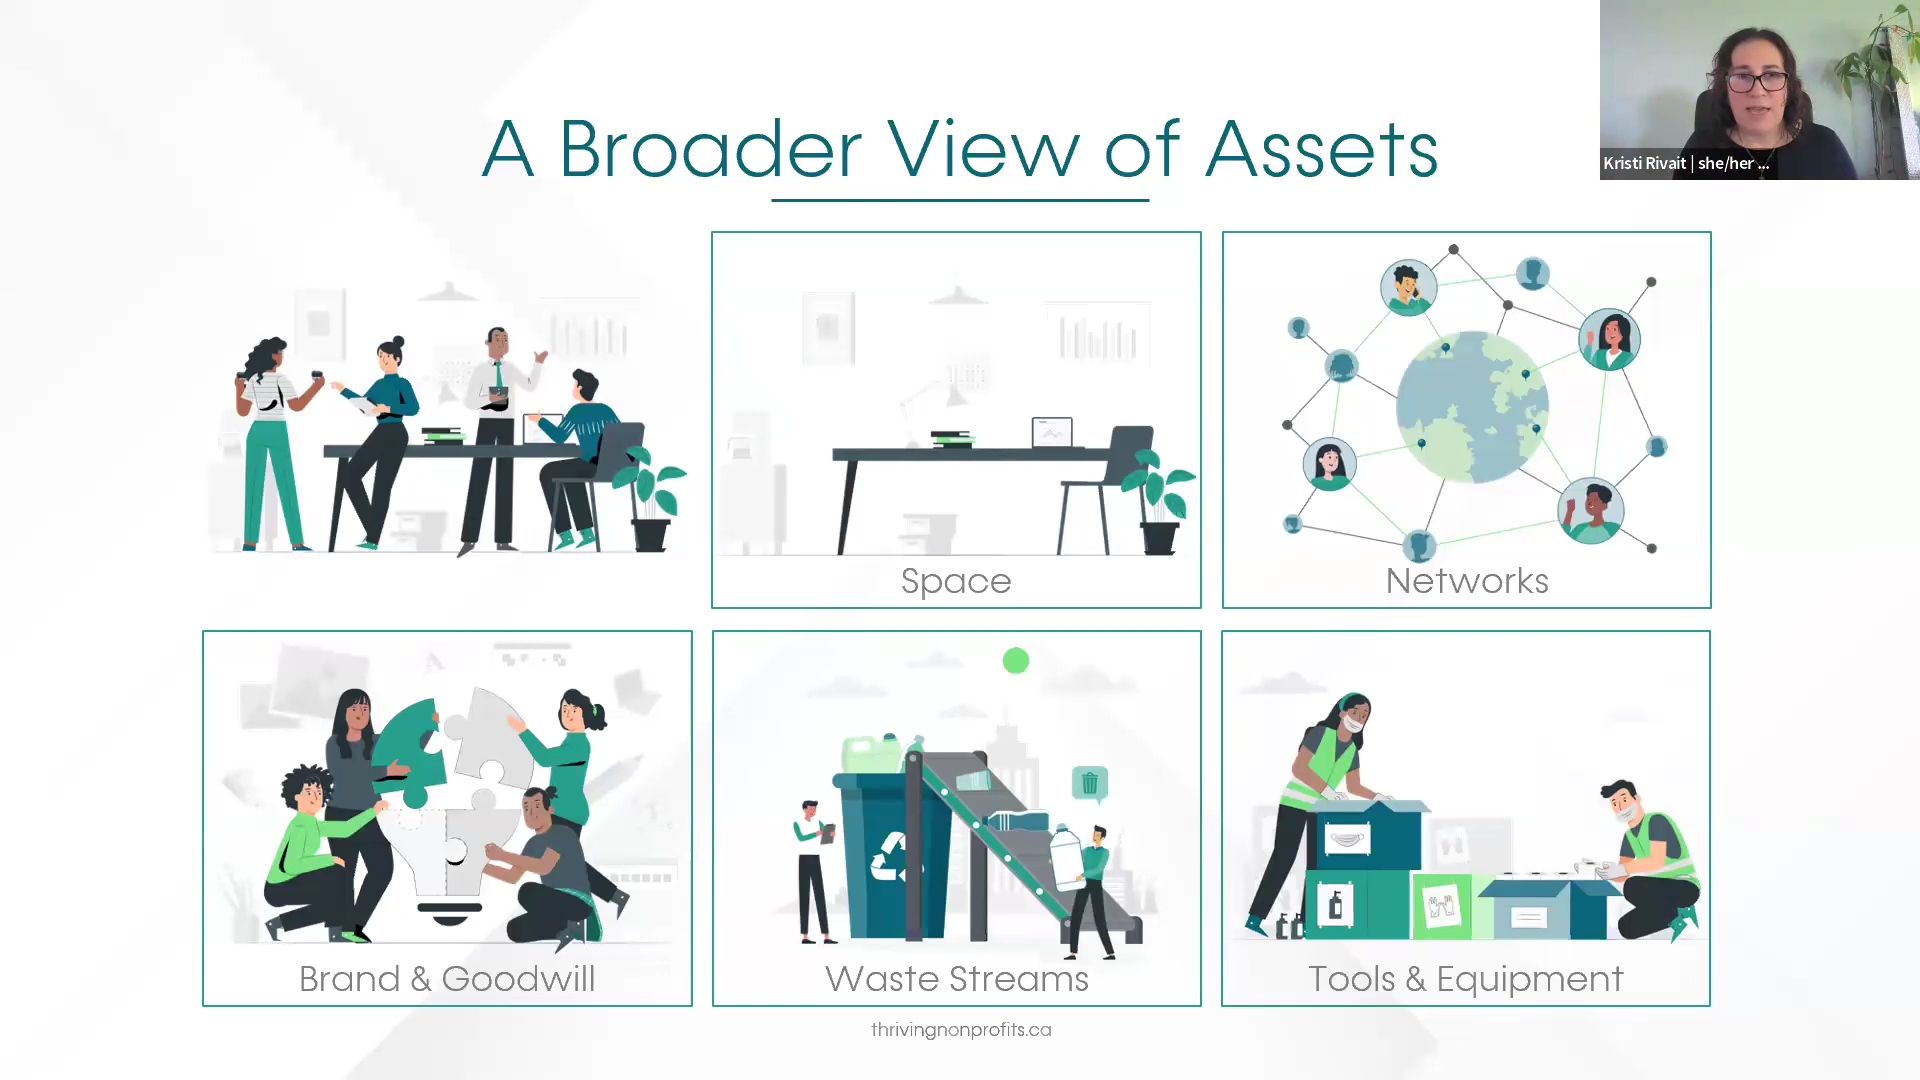 A Broader View of Assets
Kristi Rivait | she/her ...
Space
Networks
Brand & Goodwill
Waste Streams
Tools & Equipment
thrivingnonprofits.ca